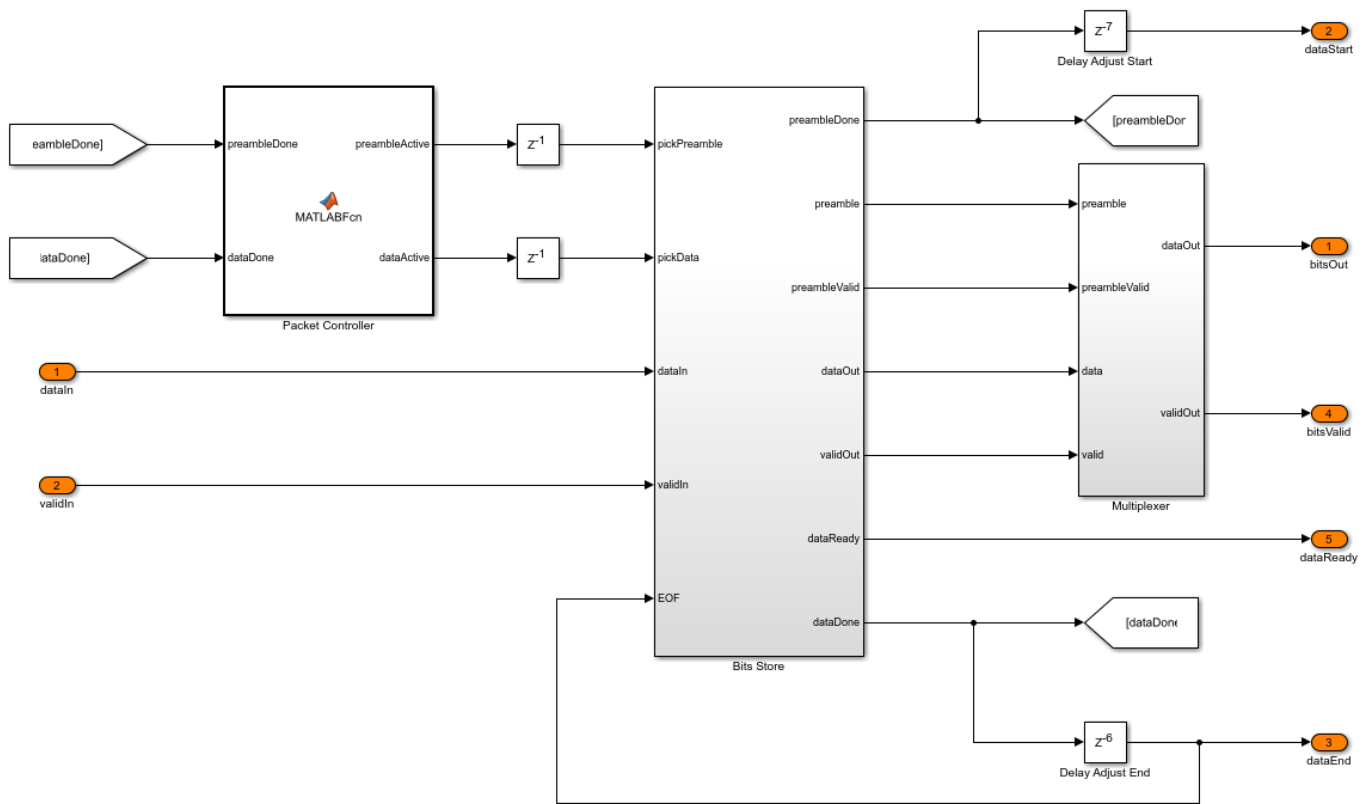 eambleDone]
preambleDone
preambleActive
MATLABFcn
dataDone
dataActive
Packet Controller
ataDone]
z-1
z-1
1
dataIn
2
validIn
pickPreamble
pickData
dataIn
validIn
EOF
preambleDone
preamble
preambleValid
dataOut
validOut
dataReady
dataDone
Bits Store
z-7
Delay Adjust Start
[preambleDor
preamble
preambleValid
data
valid
dataOut
validOut
Multiplexer
[dataDone
z-6
Delay Adjust End
2
dataStart
1
bitsOut
4
bitsValid
5
dataReady
3
dataEnd